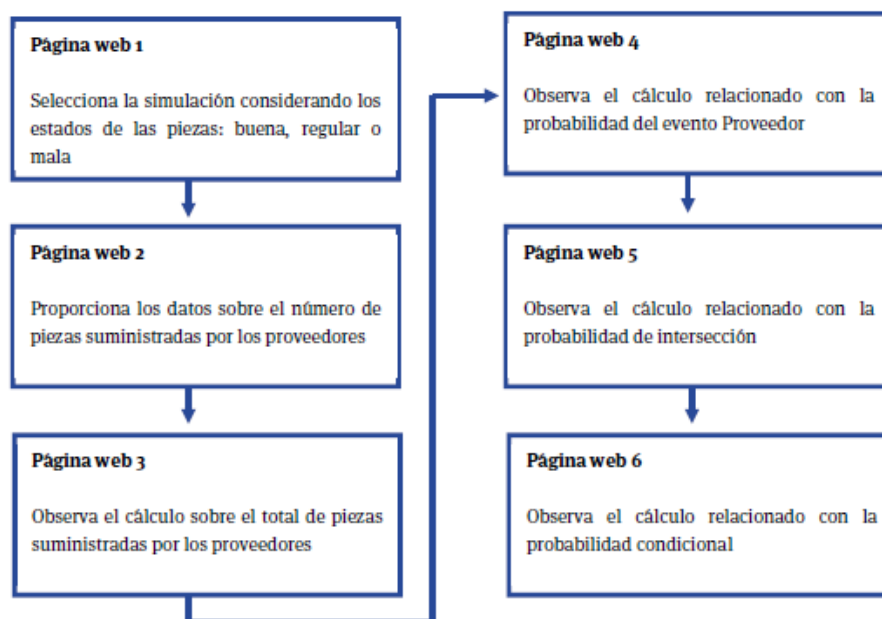 Página web 1
Selecciona la simulación considerando los
estados de las piezas: buena, regular o
mala
Página web 2
Proporciona los datos sobre el número de
piezas suministradas por los proveedores
Página web 3
Observa el cálculo sobre el total de piezas
suministradas por los proveedores
Página web 4
Observa el cálculo relacionado con la
probabilidad del evento Proveedor
Página web 5
Observa el cálculo relacionado con la
probabilidad de intersección
Página web 6
Observa el cálculo relacionado con la
probabilidad condicional